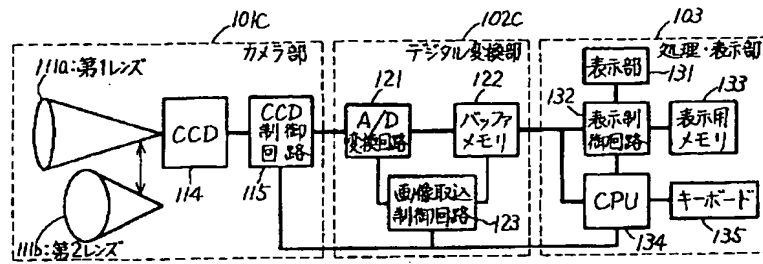 101C
カメラ部
111a:第1レンズ
111b:第2レンズ
CCD
114
CCD
制御
回路
115
102C
デジタル変換部
121
A/D
変換回路
122
バッファ
メモリ
画像取込
制御回路
123
103
処理・表示部
表示部
131
132
表示制
御回路
133
表示用
メモリ
CPU
134
キーボード
135